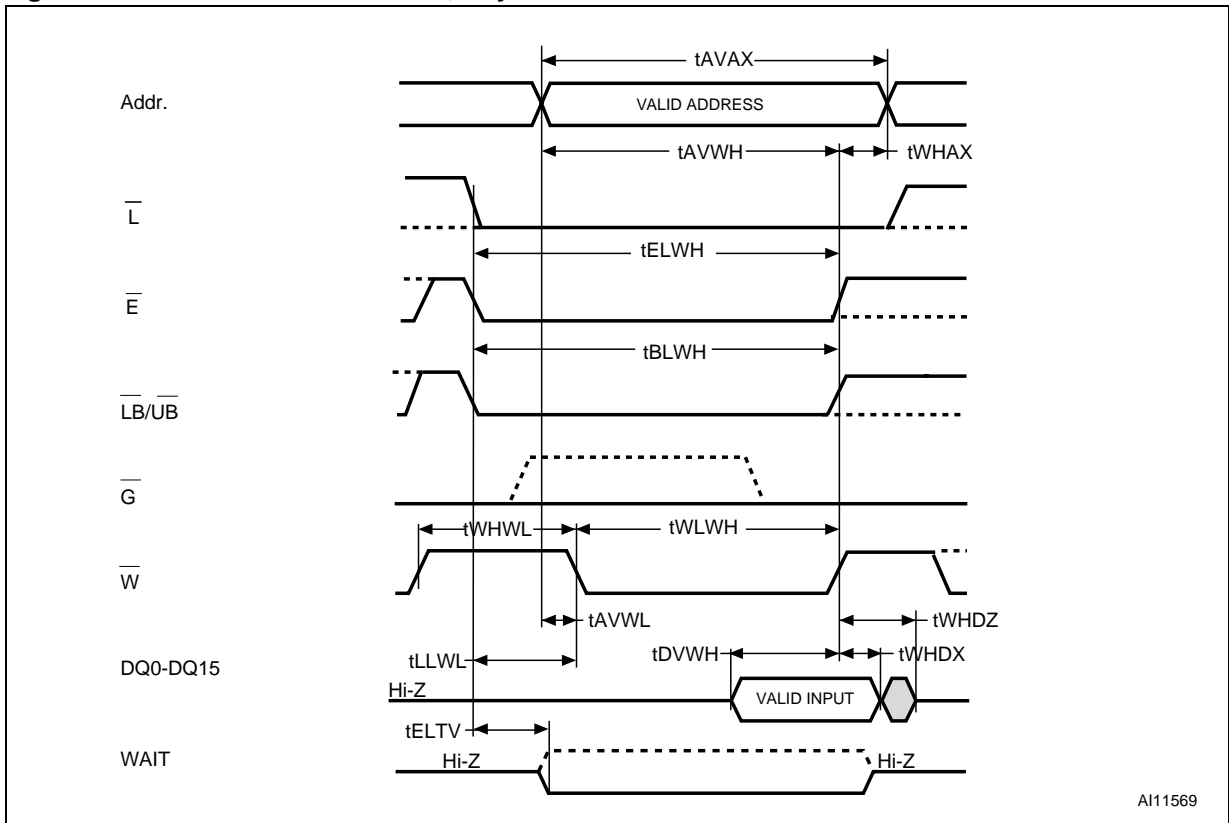 tAVAX
Addr.
VALID ADDRESS
tAVWH
tWHAX
L
tELWH
E
tBLWH
LB/UB
G
tWHWL
tWLWH
W
tAVWL
tWHDZ
tLLWL
tDVWH
tWHDX
DQ0-DQ15
Hi-Z
VALID INPUT
tELTV
WAIT
Hi-Z
Hi-Z
AI11569